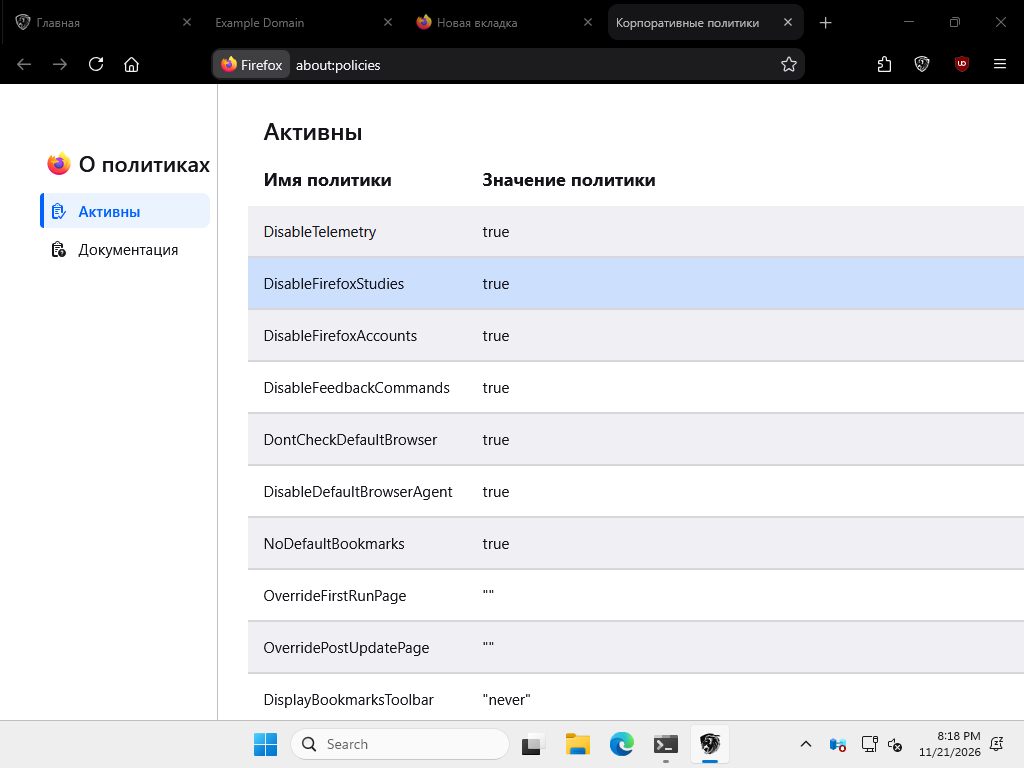 Главная
Example Domain
Новая вкладка
Корпоративные политики
Firefox
about:policies
О политиках
Активны
Документация
Активны
Имя политики Значение политики
DisableTelemetry true
DisableFirefoxStudies true
DisableFirefoxAccounts true
DisableFeedbackCommands true
DontCheckDefaultBrowser true
DisableDefaultBrowserAgent true
NoDefaultBookmarks true
OverrideFirstRunPage ""
OverridePostUpdatePage ""
DisplayBookmarksToolbar "never"
Search
8:18 PM
11/21/2026